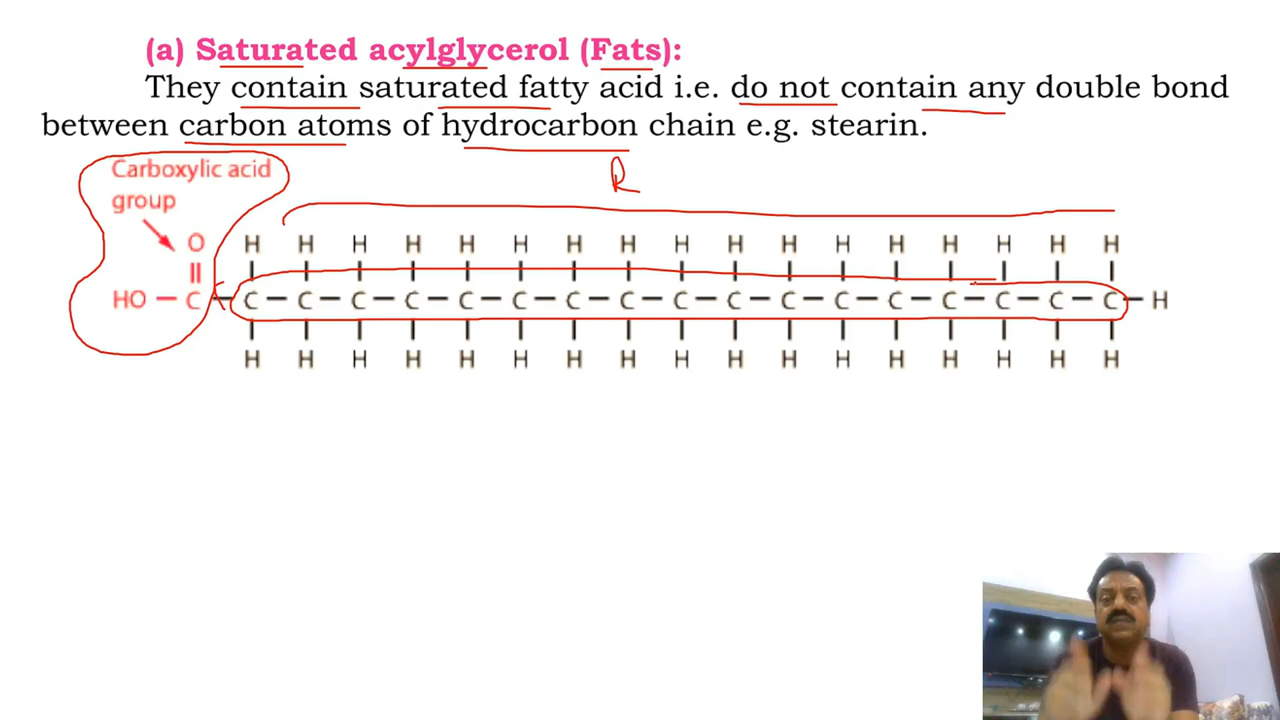 (a) Saturated acylglycerol (Fats):
They contain saturated fatty acid i.e. do not contain any double bond
between carbon atoms of hydrocarbon chain e.g. stearin.
Carboxylic acid
group
R
O H H H H H H H H H H H H H H H H H
HO – C – C – C – C – C – C – C – C – C – C – C – C – C – C – C – C – C – C – H
H H H H H H H H H H H H H H H H H